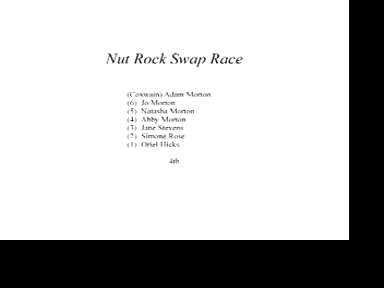 Nut Rock Swap Race
(Coxwain) Adam Morton
(6) Jo Morton
(5) Natasha Morton
(4) Abby Morton
(3) Jane Stevens
(2) Simone Rose
(1) Oriel Hicks
4th